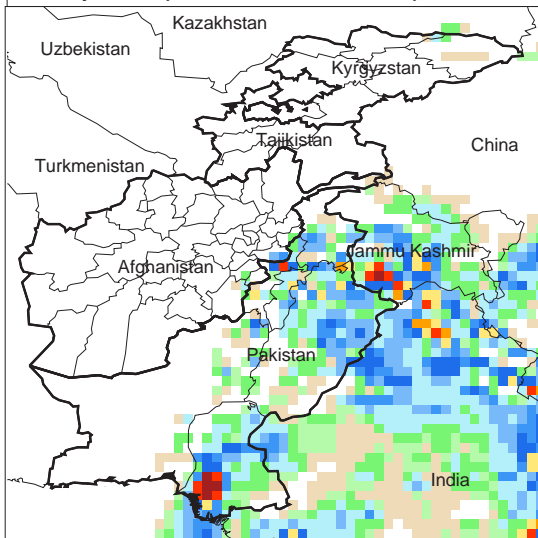 Kazakhstan
Uzbekistan
Kyrgyzstan
Tajikistan
China
Turkmenistan
Jammu Kashmir
Afghanistan
Pakistan
India